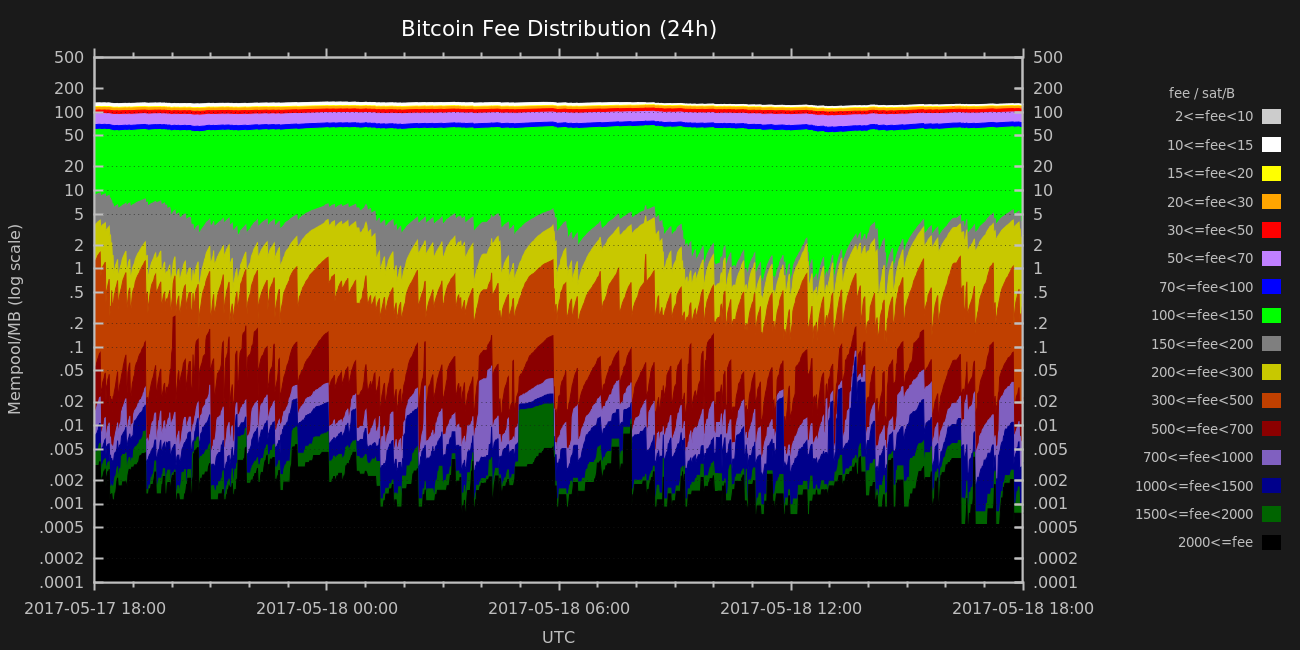 Bitcoin Fee Distribution (24h)
500 500
200 200
100 100
50 50
20 20
10 10
5 5
2 2
1 1
.5 .5
.2 .2
.1 .1
.05 .05
.02 .02
.01 .01
.005 .005
.002 .002
.001 .001
.0005 .0005
.0002 .0002
.0001 .0001
Mempool/MB (log scale)
2017-05-17 18:00 2017-05-18 00:00 2017-05-18 06:00 2017-05-18 12:00 2017-05-18 18:00
UTC
fee / sat/B
2<=fee<10
10<=fee<15
15<=fee<20
20<=fee<30
30<=fee<50
50<=fee<70
70<=fee<100
100<=fee<150
150<=fee<200
200<=fee<300
300<=fee<500
500<=fee<700
700<=fee<1000
1000<=fee<1500
1500<=fee<2000
2000<=fee